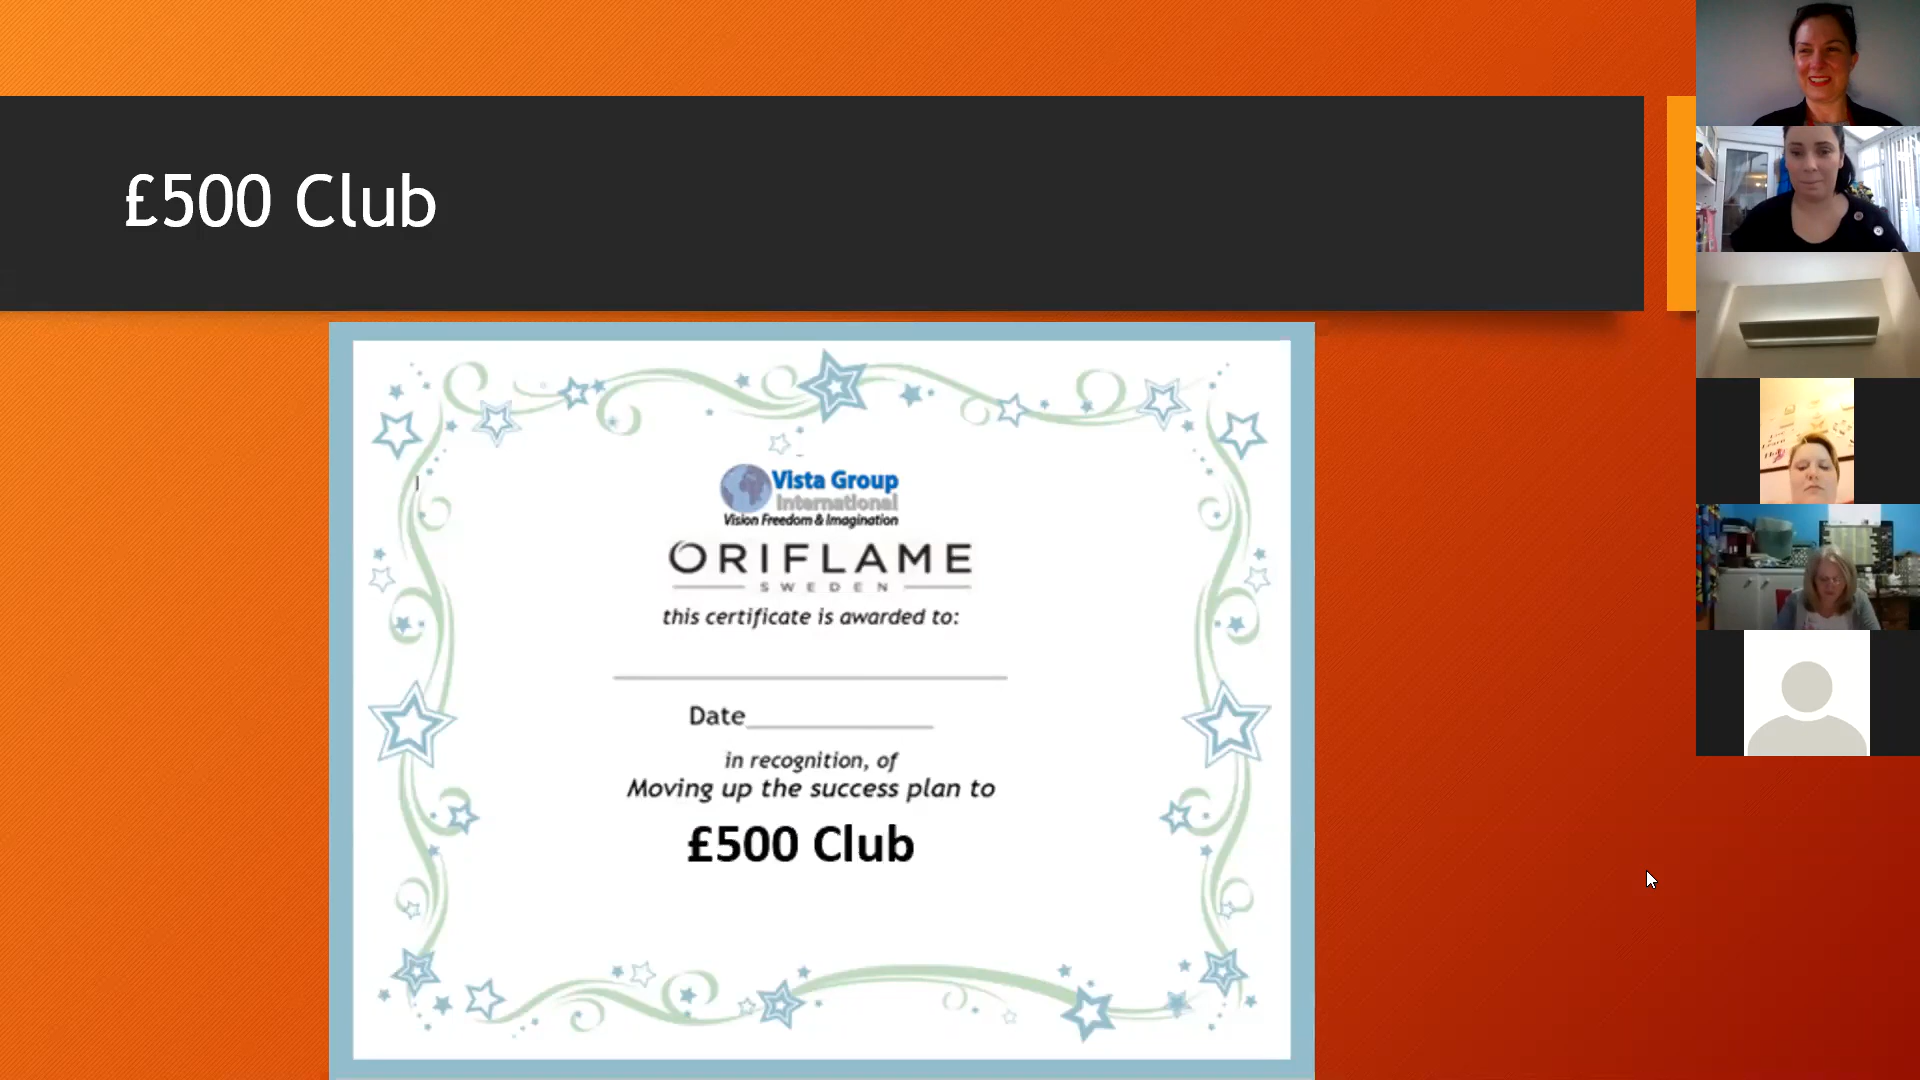 £500 Club
Vista Group
International
Vision Freedom & Imagination
ORIFLAME
SWEDEN
this certificate is awarded to:
Date
in recognition, of
Moving up the success plan to
£500 Club